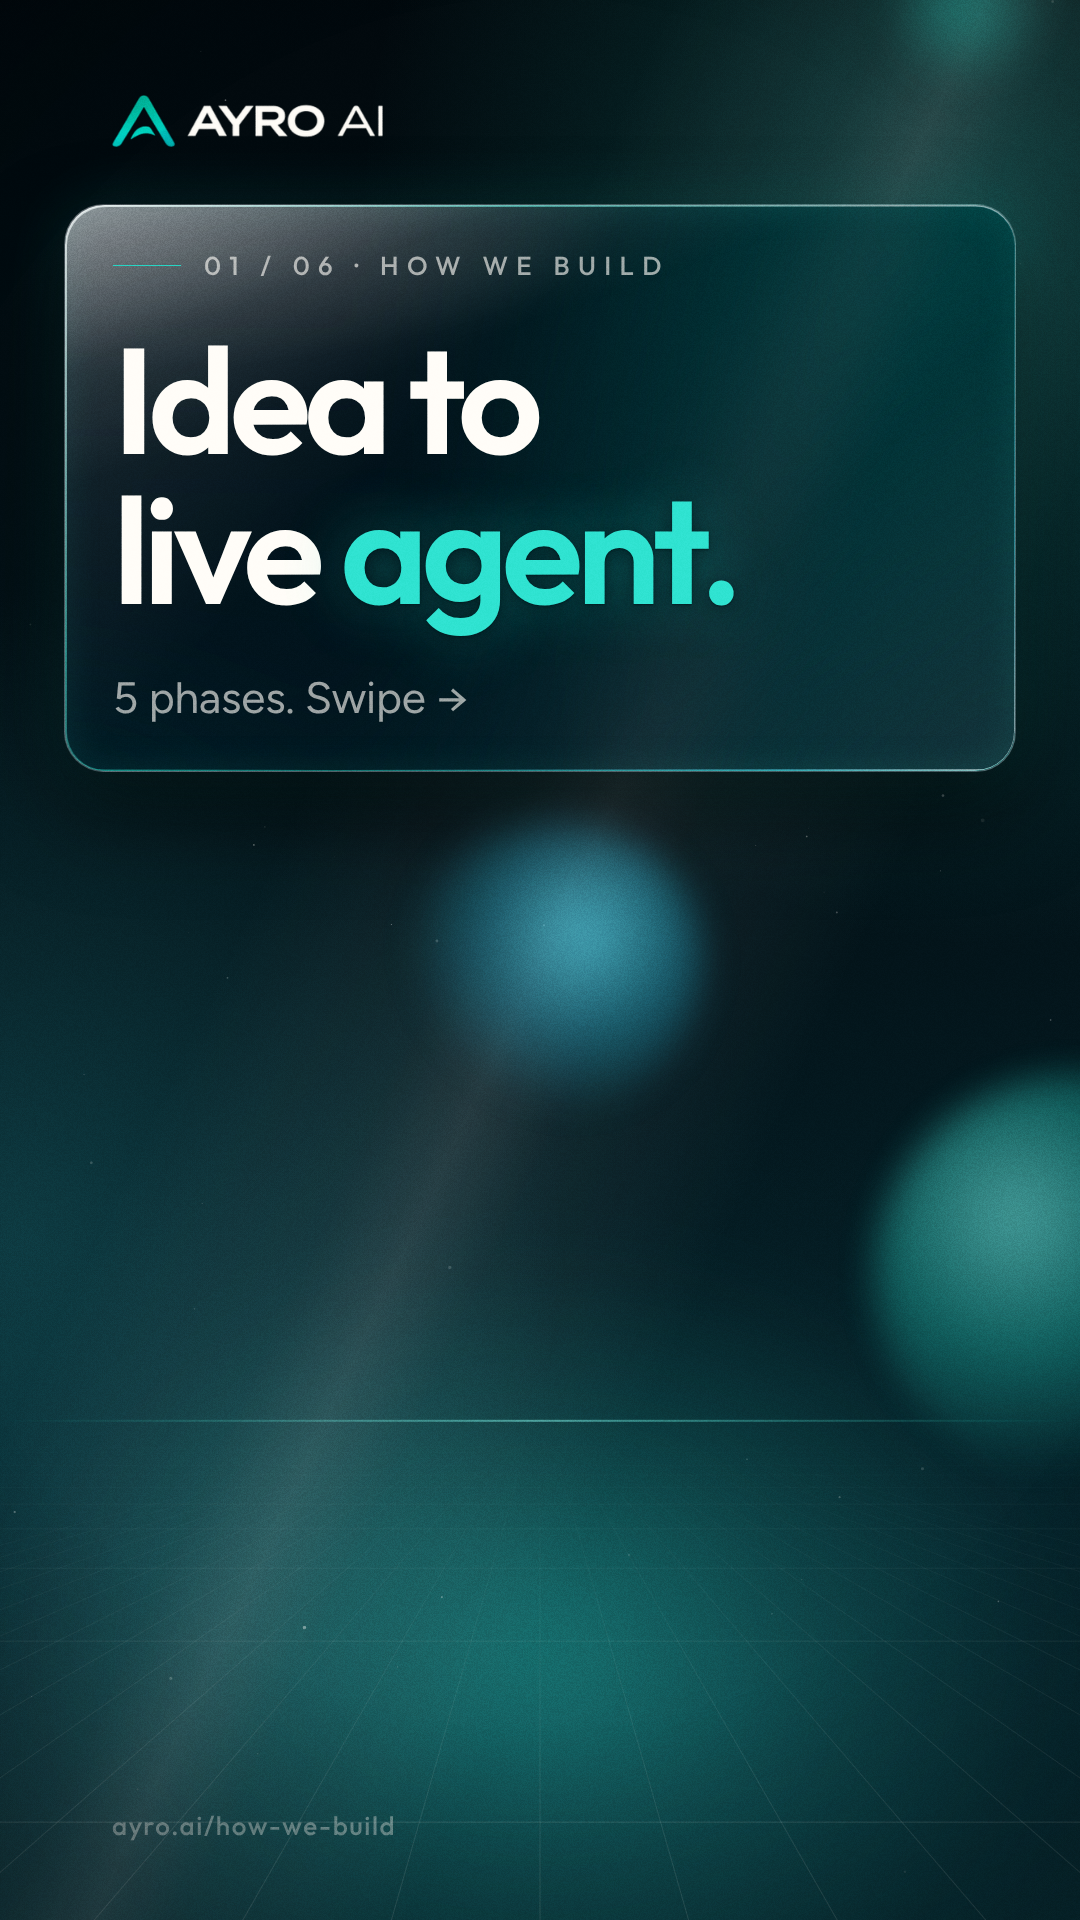 AYRO AI
01 / 06 · HOW WE BUILD
Idea to
live agent.
5 phases. Swipe →
ayro.ai/how-we-build